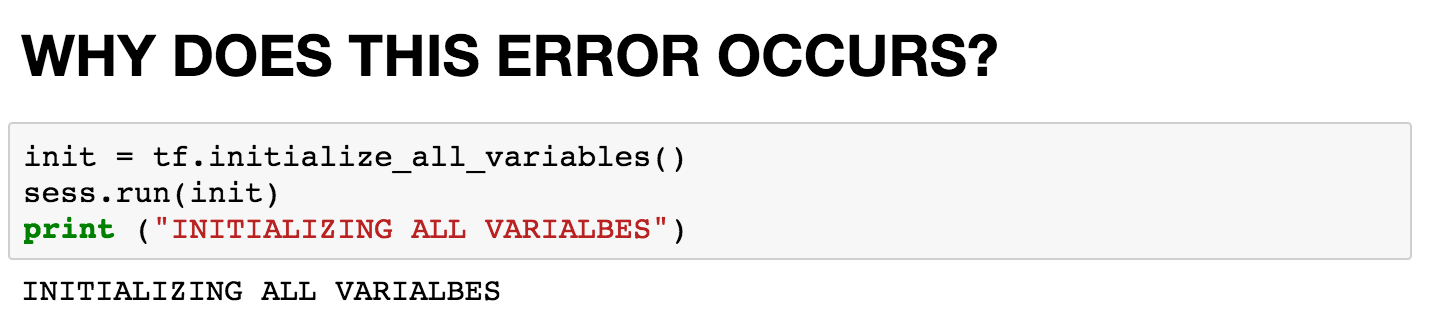 WHY DOES THIS ERROR OCCURS?
init = tf.initialize_all_variables()
sess.run(init)
print ("INITIALIZING ALL VARIALBES")
INITIALIZING ALL VARIALBES